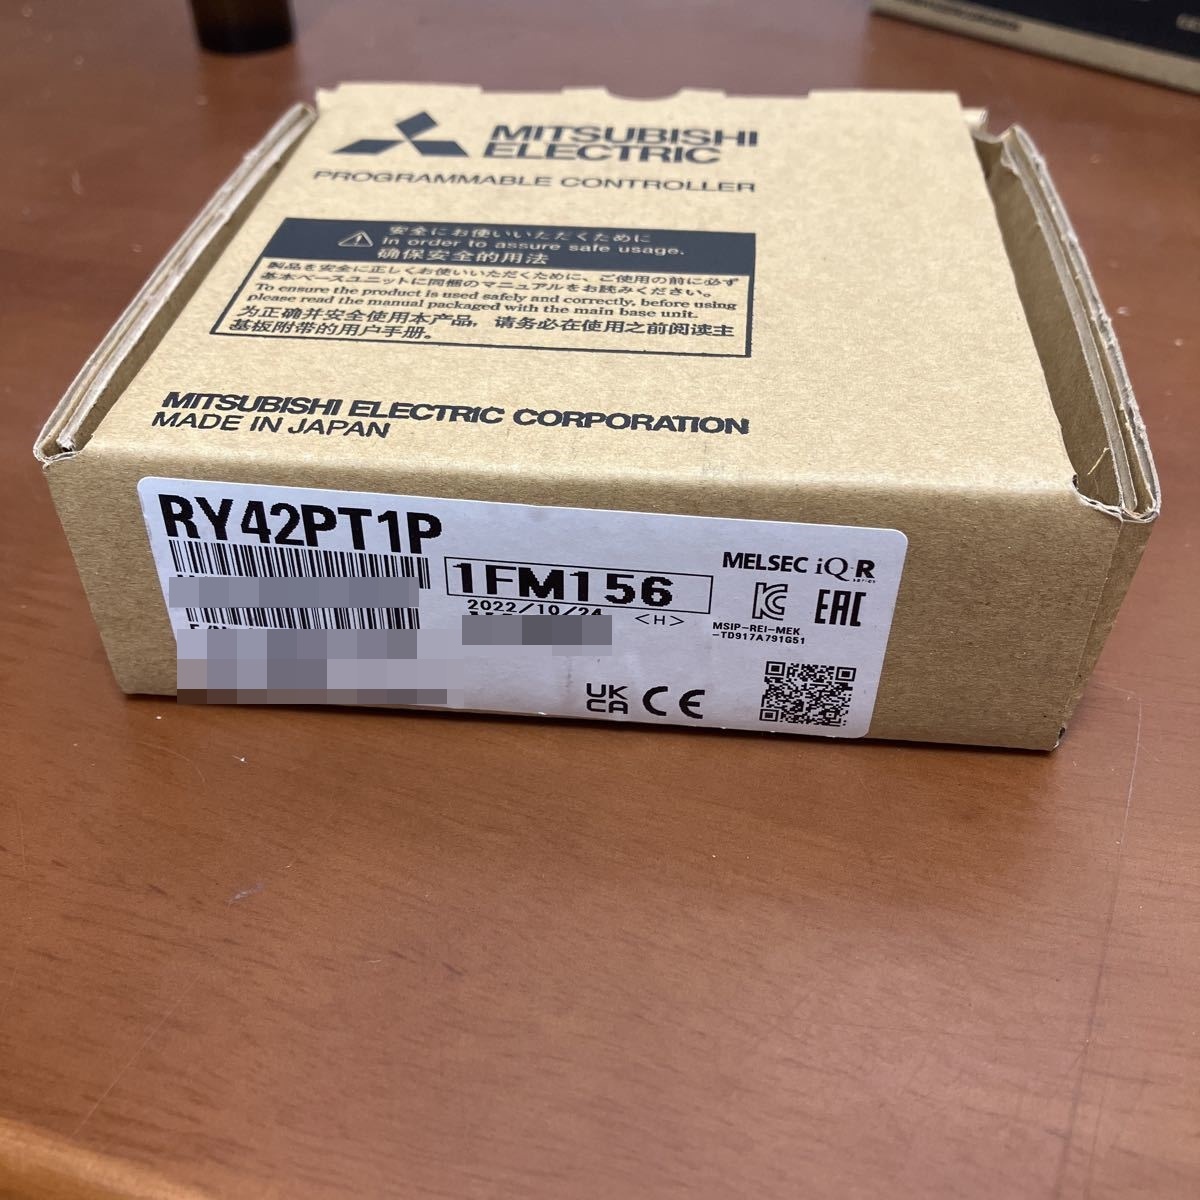 MITSUBISHI
ELECTRIC
PROGRAMMABLE CONTROLLER
安全にお使いいただくために
In order to assure safe usage.
确保安全的用法
製品を安全に正しくお使いいただくために、ご使用の前に必ず
基本ベースユニットに同梱のマニュアルをお読みください。
To ensure the product is used safely and correctly, before using
please read the manual packaged with the main base unit.
为正确并安全使用本产品，请务必在使用之前阅读主
基板附带的用户手册。
MITSUBISHI ELECTRIC CORPORATION
MADE IN JAPAN
RY42PT1P
1FM156
2022/10/24
<H>
MELSEC iQ-R
series
KC EAC
MSIP-REI-MEK
-TD917A791G51
UK
CA CE